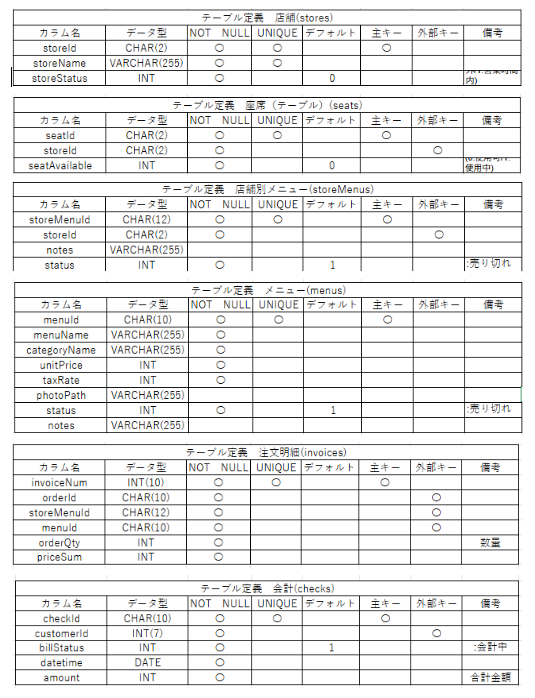 テーブル定義　店舗(stores)
カラム名 データ型 NOT NULL UNIQUE デフォルト 主キー 外部キー 備考
storeId CHAR(2) ○ ○ ○
storeName VARCHAR(255) ○ ○
storeStatus INT ○ 0 内)
テーブル定義　座席（テーブル）(seats)
カラム名 データ型 NOT NULL UNIQUE デフォルト 主キー 外部キー 備考
seatId CHAR(2) ○ ○ ○
storeId CHAR(2) ○ ○
seatAvailable INT ○ 0 使用中)
テーブル定義　店舗別メニュー(storeMenus)
カラム名 データ型 NOT NULL UNIQUE デフォルト 主キー 外部キー 備考
storeMenuId CHAR(12) ○ ○ ○
storeId CHAR(2) ○ ○
notes VARCHAR(255)
status INT ○ 1 :売り切れ
テーブル定義　メニュー(menus)
カラム名 データ型 NOT NULL UNIQUE デフォルト 主キー 外部キー 備考
menuId CHAR(10) ○ ○ ○
menuName VARCHAR(255) ○
categoryName VARCHAR(255) ○
unitPrice INT ○
taxRate INT ○
photoPath VARCHAR(255)
status INT ○ 1 :売り切れ
notes VARCHAR(255)
テーブル定義　注文明細(invoices)
カラム名 データ型 NOT NULL UNIQUE デフォルト 主キー 外部キー 備考
invoiceNum INT(10) ○ ○ ○
orderId CHAR(10) ○ ○
storeMenuId CHAR(12) ○ ○
menuId CHAR(10) ○ ○
orderQty INT ○ 数量
priceSum INT ○
テーブル定義　会計(checks)
カラム名 データ型 NOT NULL UNIQUE デフォルト 主キー 外部キー 備考
checkId CHAR(10) ○ ○ ○
customerId INT(7) ○ ○
billStatus INT ○ 1 :会計中
datetime DATE ○
amount INT ○ 合計金額